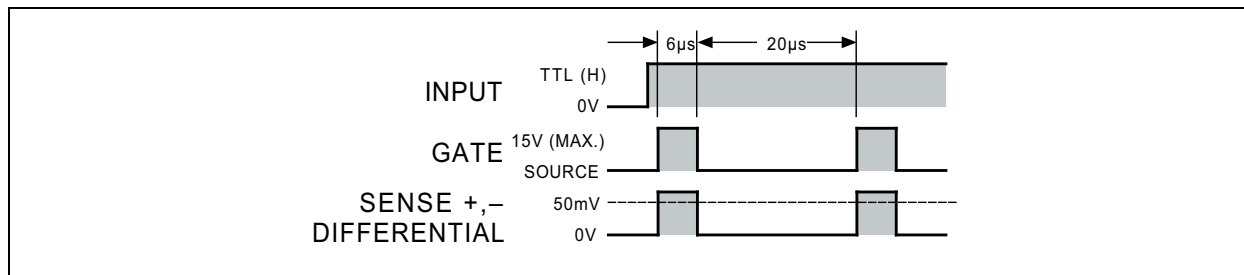 6µs 20µs
INPUT TTL (H)
0V
GATE 15V (MAX.)
SOURCE
SENSE +,– 50mV
DIFFERENTIAL 0V